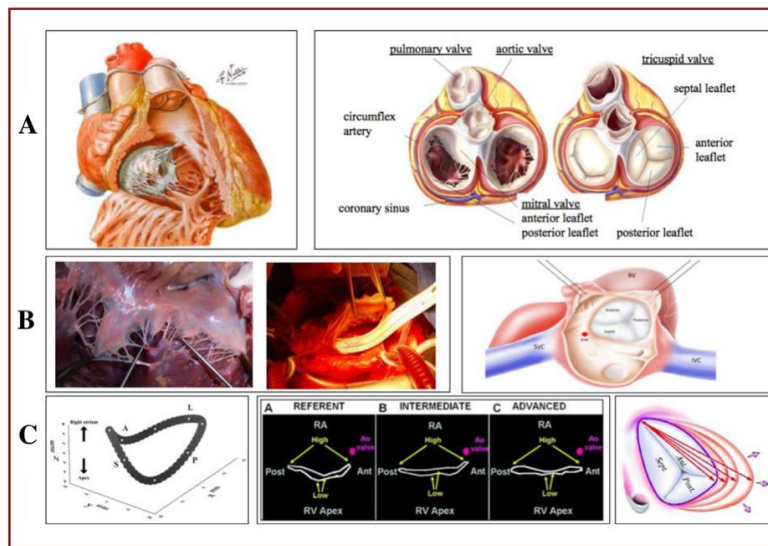 A
pulmonary valve
aortic valve
tricuspid valve
septal leaflet
circumflex
artery
anterior
leaflet
coronary sinus
mitral valve
anterior leaflet
posterior leaflet
posterior leaflet
B
RV
Anterior
Posterior
Septal
SVC
IVC
C
Right atrium
A
L
S
P
Apex
A REFERENT
B INTERMEDIATE
C ADVANCED
RA
RA
RA
High
Ao
valve
High
Ao
valve
High
Ao
valve
Post
Ant
Post
Ant
Post
Ant
Low
Low
Low
RV Apex
RV Apex
RV Apex
Sept.
Ant.
Post.